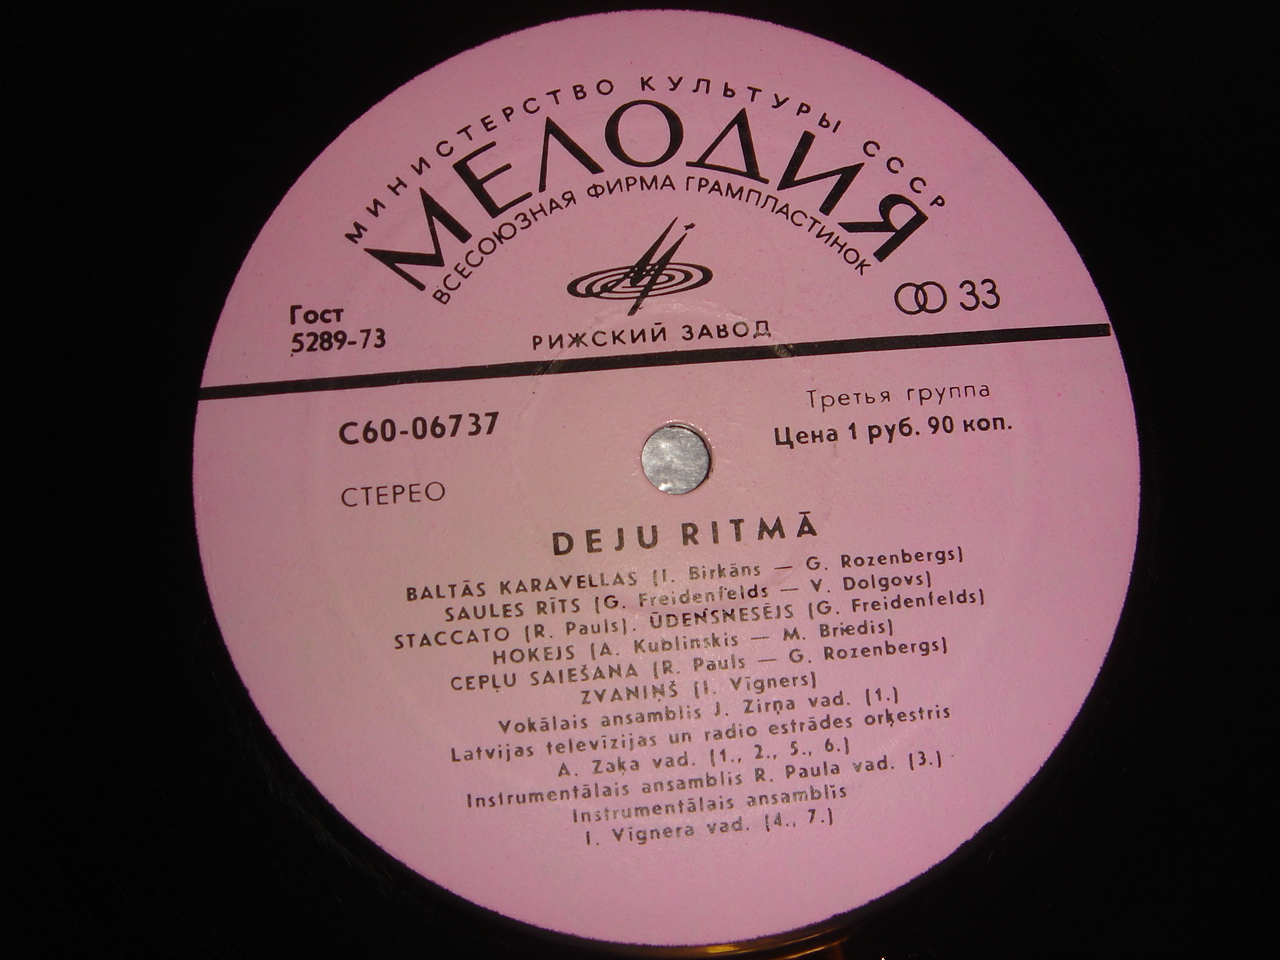 МИНИСТЕРСТВО КУЛЬТУРЫ СССР
МЕЛОДИЯ
ВСЕСОЮЗНАЯ ФИРМА ГРАМПЛАСТИНОК
Гост
5289-73
33
РИЖСКИЙ ЗАВОД
С60-06737
Третья группа
Цена 1 руб. 90 коп.
СТЕРЕО
DEJU RITMĀ
BALTĀS KARAVELLAS (I. Birkāns — G. Rozenbergs)
SAULES RĪTS (G. Freidenfelds — V. Dolgovs)
STACCATO (R. Pauls). ŪDENSNESĒJS (G. Freidenfelds)
HOKEJS (A. Kublinskis — M. Briedis)
CEPĻU SAIEŠANA (R. Pauls — G. Rozenbergs)
ZVANIŅŠ (I. Vīgners)
Vokālais ansamblis J. Zirņa vad. (1.)
Latvijas televīzijas un radio estrādes orķestris
A. Zaķa vad. (1., 2., 5., 6.)
Instrumentālais ansamblis R. Paula vad. (3.)
Instrumentālais ansamblis
I. Vīgnera vad. (4., 7.)